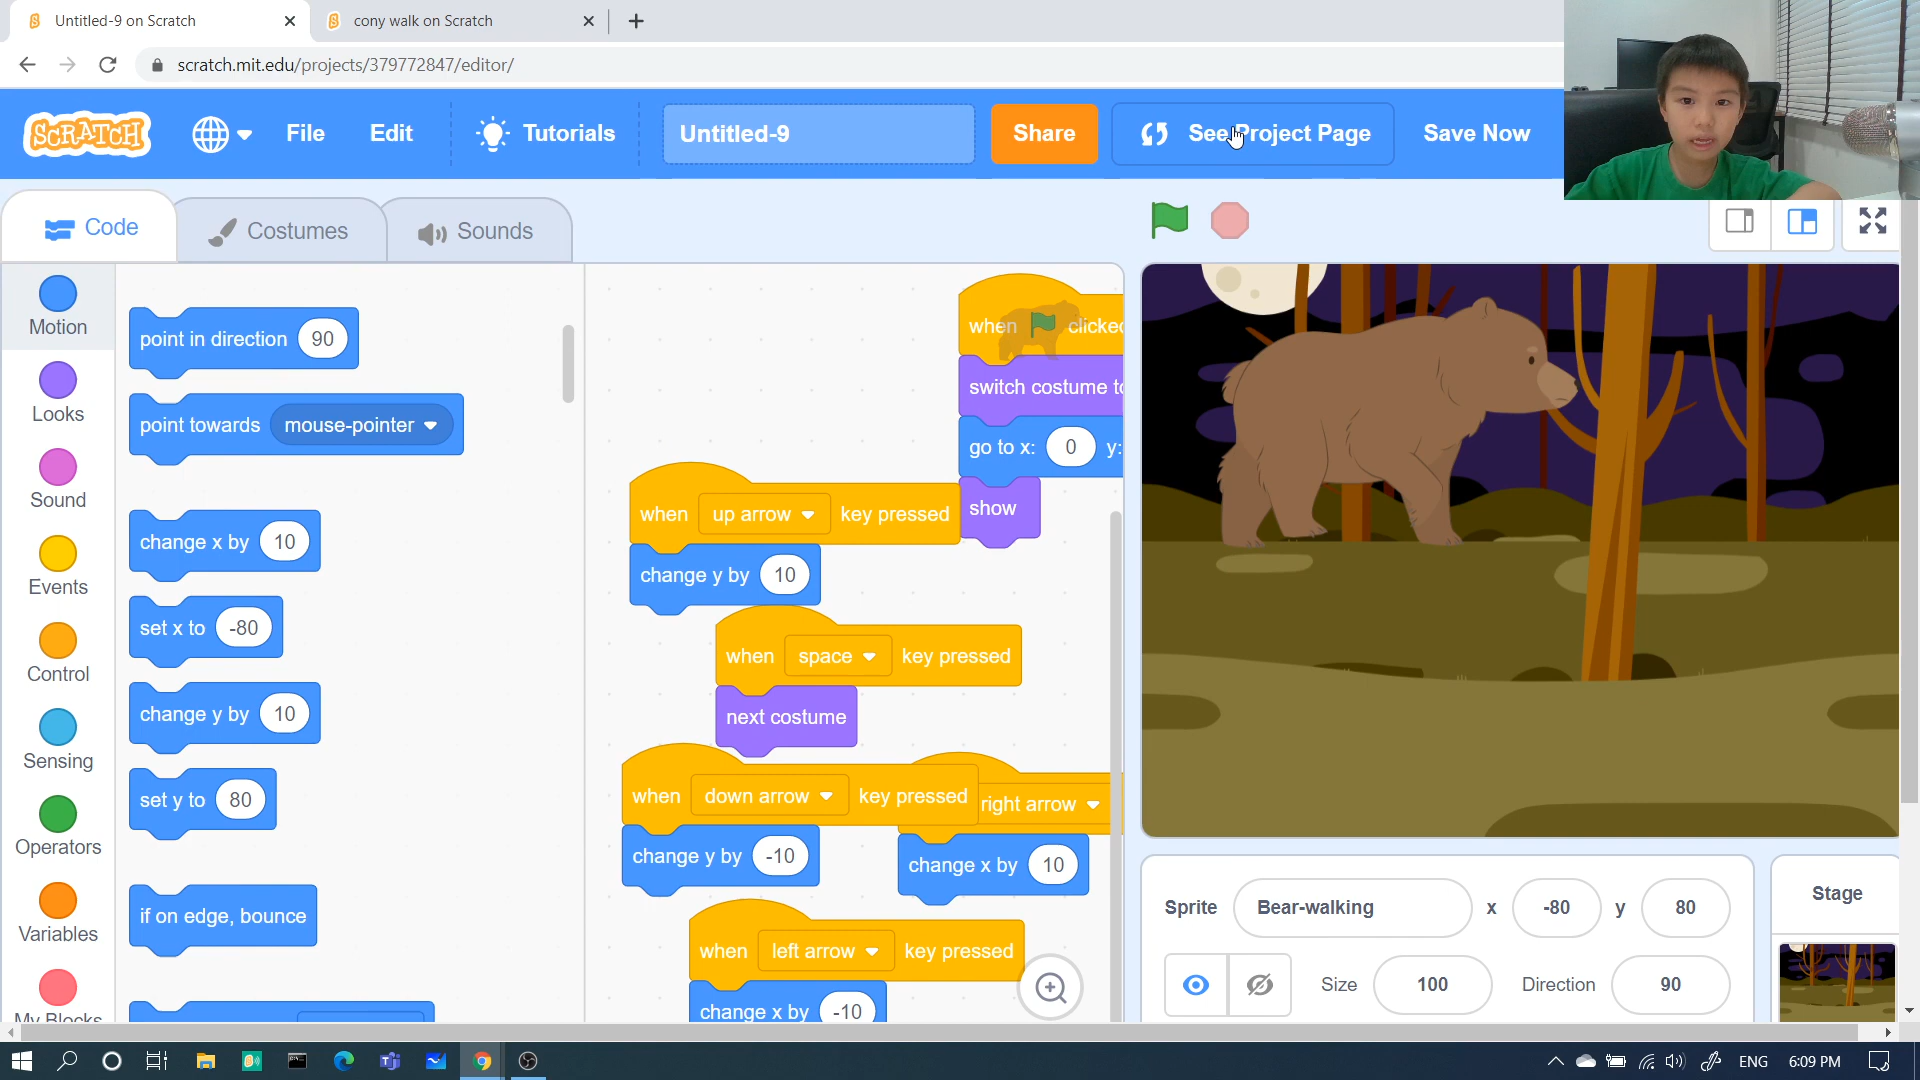 Untitled-9 on Scratch
cony walk on Scratch
scratch.mit.edu/projects/379772847/editor/
SCRATCH
File
Edit
Tutorials
Untitled-9
Share
See Project Page
Save Now
Code
Costumes
Sounds
Motion
Looks
Sound
Events
Control
Sensing
Operators
Variables
My Blocks
point in direction 90
point towards mouse-pointer
change x by 10
set x to -80
change y by 10
set y to 80
if on edge, bounce
when clicked
switch costume to
go to x: 0 y:
show
when up arrow key pressed
change y by 10
when space key pressed
next costume
when down arrow key pressed
change y by -10
right arrow
change x by 10
when left arrow key pressed
change x by -10
Sprite Bear-walking x -80 y 80
Size 100 Direction 90
Stage
ENG 6:09 PM